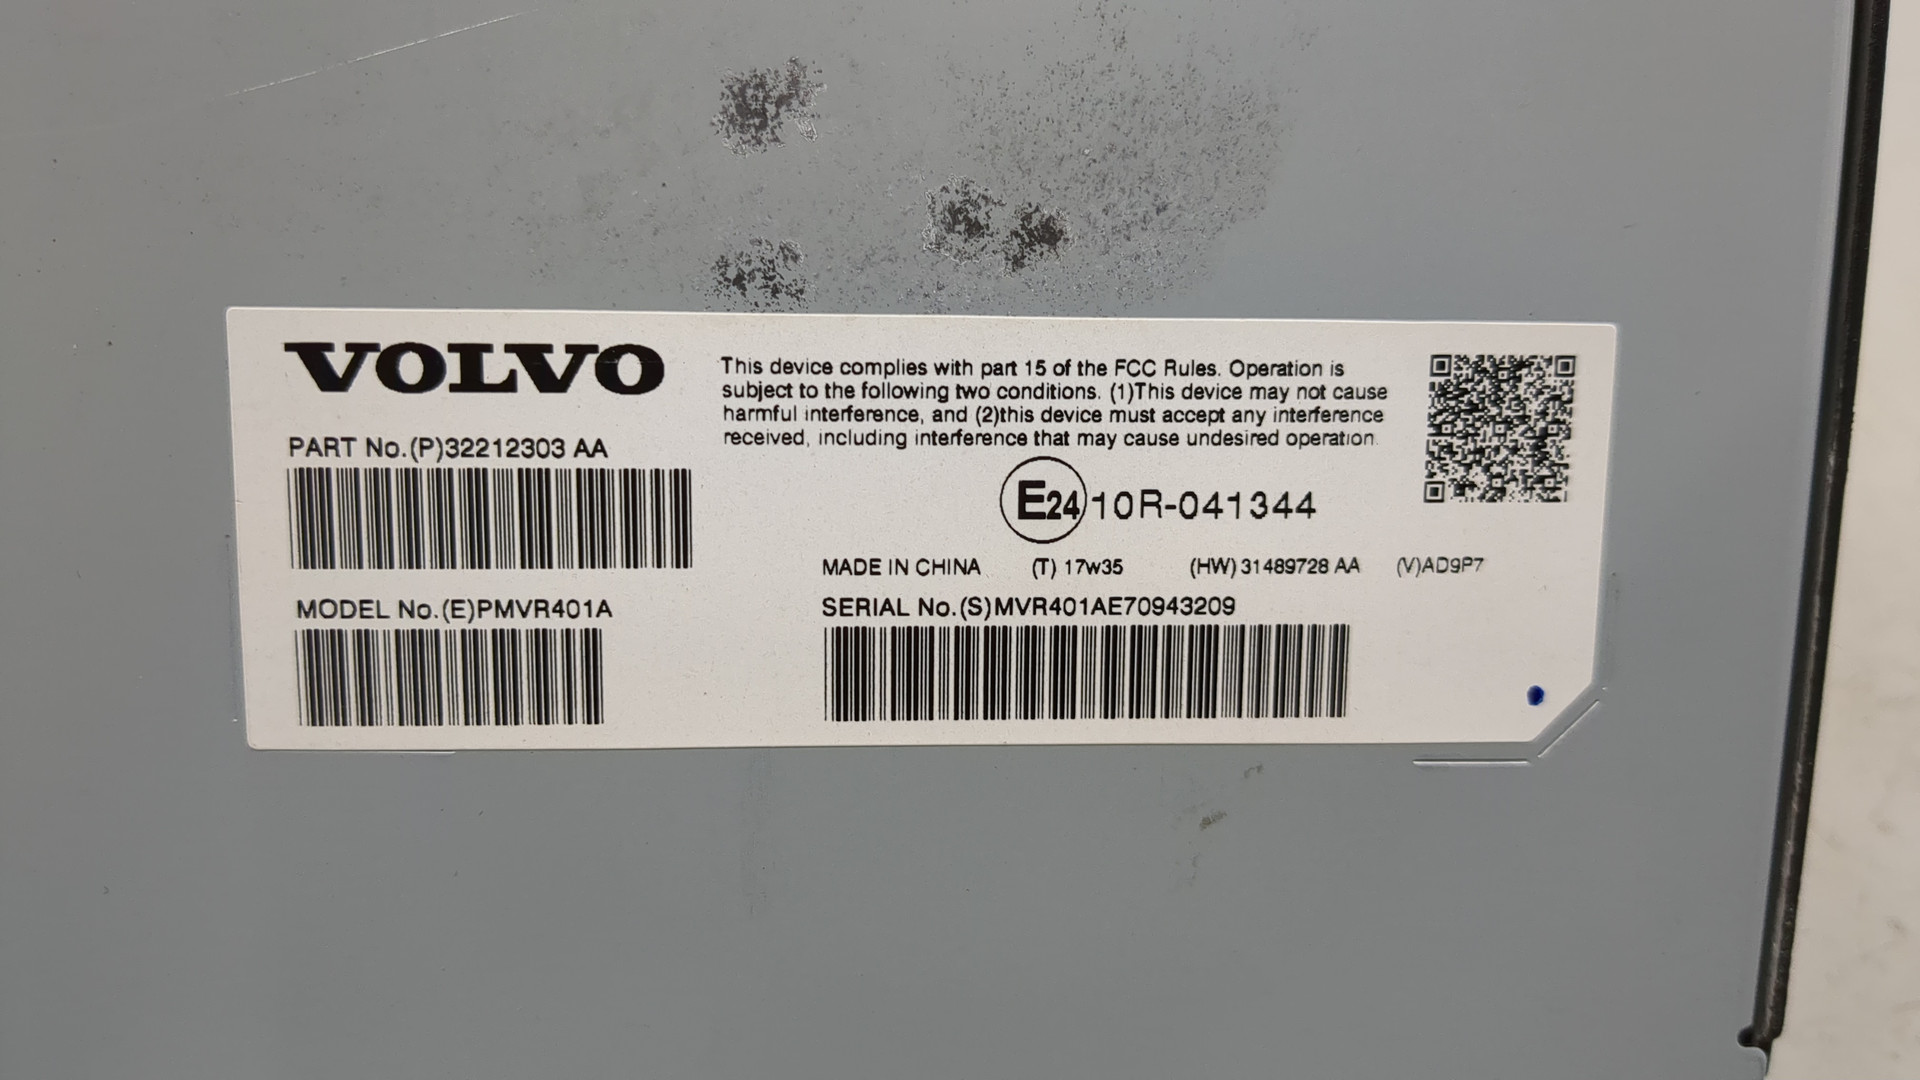 VOLVO
This device complies with part 15 of the FCC Rules. Operation is
subject to the following two conditions. (1)This device may not cause
harmful interference, and (2)this device must accept any interference
received, including interference that may cause undesired operation.
PART No.(P)32212303 AA
E24 10R-041344
MADE IN CHINA (T) 17w35 (HW) 31489728 AA (V)AD9P7
MODEL No.(E)PMVR401A
SERIAL No.(S)MVR401AE70943209